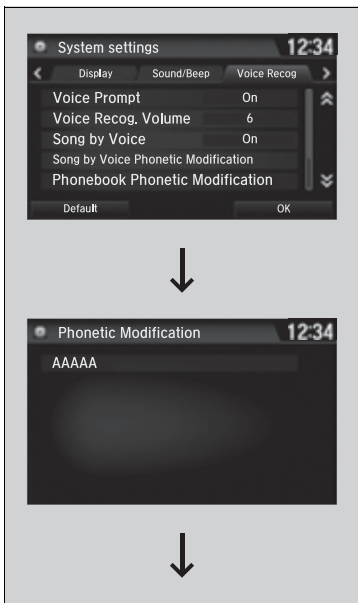 System settings 12:34
Display Sound/Beep Voice Recog
Voice Prompt On
Voice Recog. Volume 6
Song by Voice On
Song by Voice Phonetic Modification
Phonebook Phonetic Modification
Default OK
Phonetic Modification 12:34
AAAAA